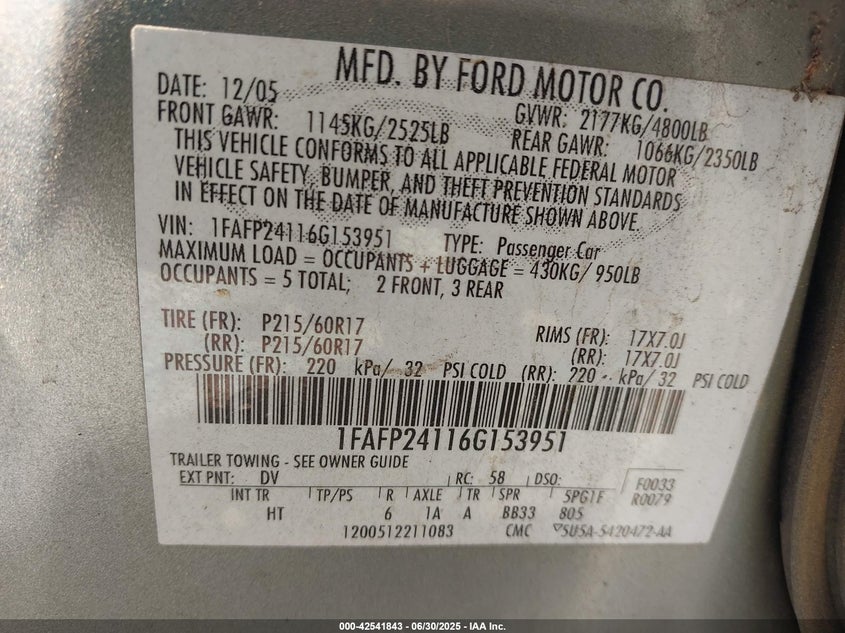 MFD. BY FORD MOTOR CO.
DATE: 12/05 GVWR: 2177KG/4800LB
FRONT GAWR: 1145KG/2525LB REAR GAWR: 1066KG/2350LB
THIS VEHICLE CONFORMS TO ALL APPLICABLE FEDERAL MOTOR
VEHICLE SAFETY, BUMPER, AND THEFT PREVENTION STANDARDS
IN EFFECT ON THE DATE OF MANUFACTURE SHOWN ABOVE.
VIN: 1FAFP24116G153951 TYPE: Passenger Car
MAXIMUM LOAD = OCCUPANTS + LUGGAGE = 430KG/ 950LB
OCCUPANTS = 5 TOTAL; 2 FRONT, 3 REAR
TIRE (FR): P215/60R17 RIMS (FR): 17X7.0J
(RR): P215/60R17 (RR): 17X7.0J
PRESSURE (FR): 220 kPa/ 32 PSI COLD (RR): 220 kPa/ 32 PSI COLD
1FAFP24116G153951
TRAILER TOWING - SEE OWNER GUIDE
EXT PNT: DV RC: 58 DSO: F0033
INT TR TP/PS R AXLE TR SPR SPG1F R0079
HT 6 1A A BB33 805
1200512211083 CMC 5U5A-5420472-AA
000-42541843 - 06/30/2025 - IAA Inc.